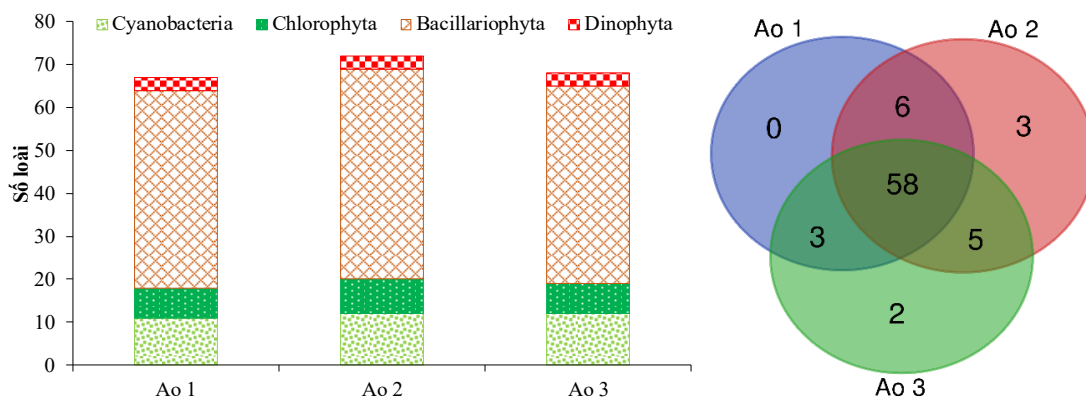 Cyanobacteria Chlorophyta Bacillariophyta Dinophyta
80
70
60
50
40
30
20
10
0
Số loài
Ao 1 Ao 2 Ao 3
Ao 1 Ao 2
0 6 3
58
3 5
2
Ao 3